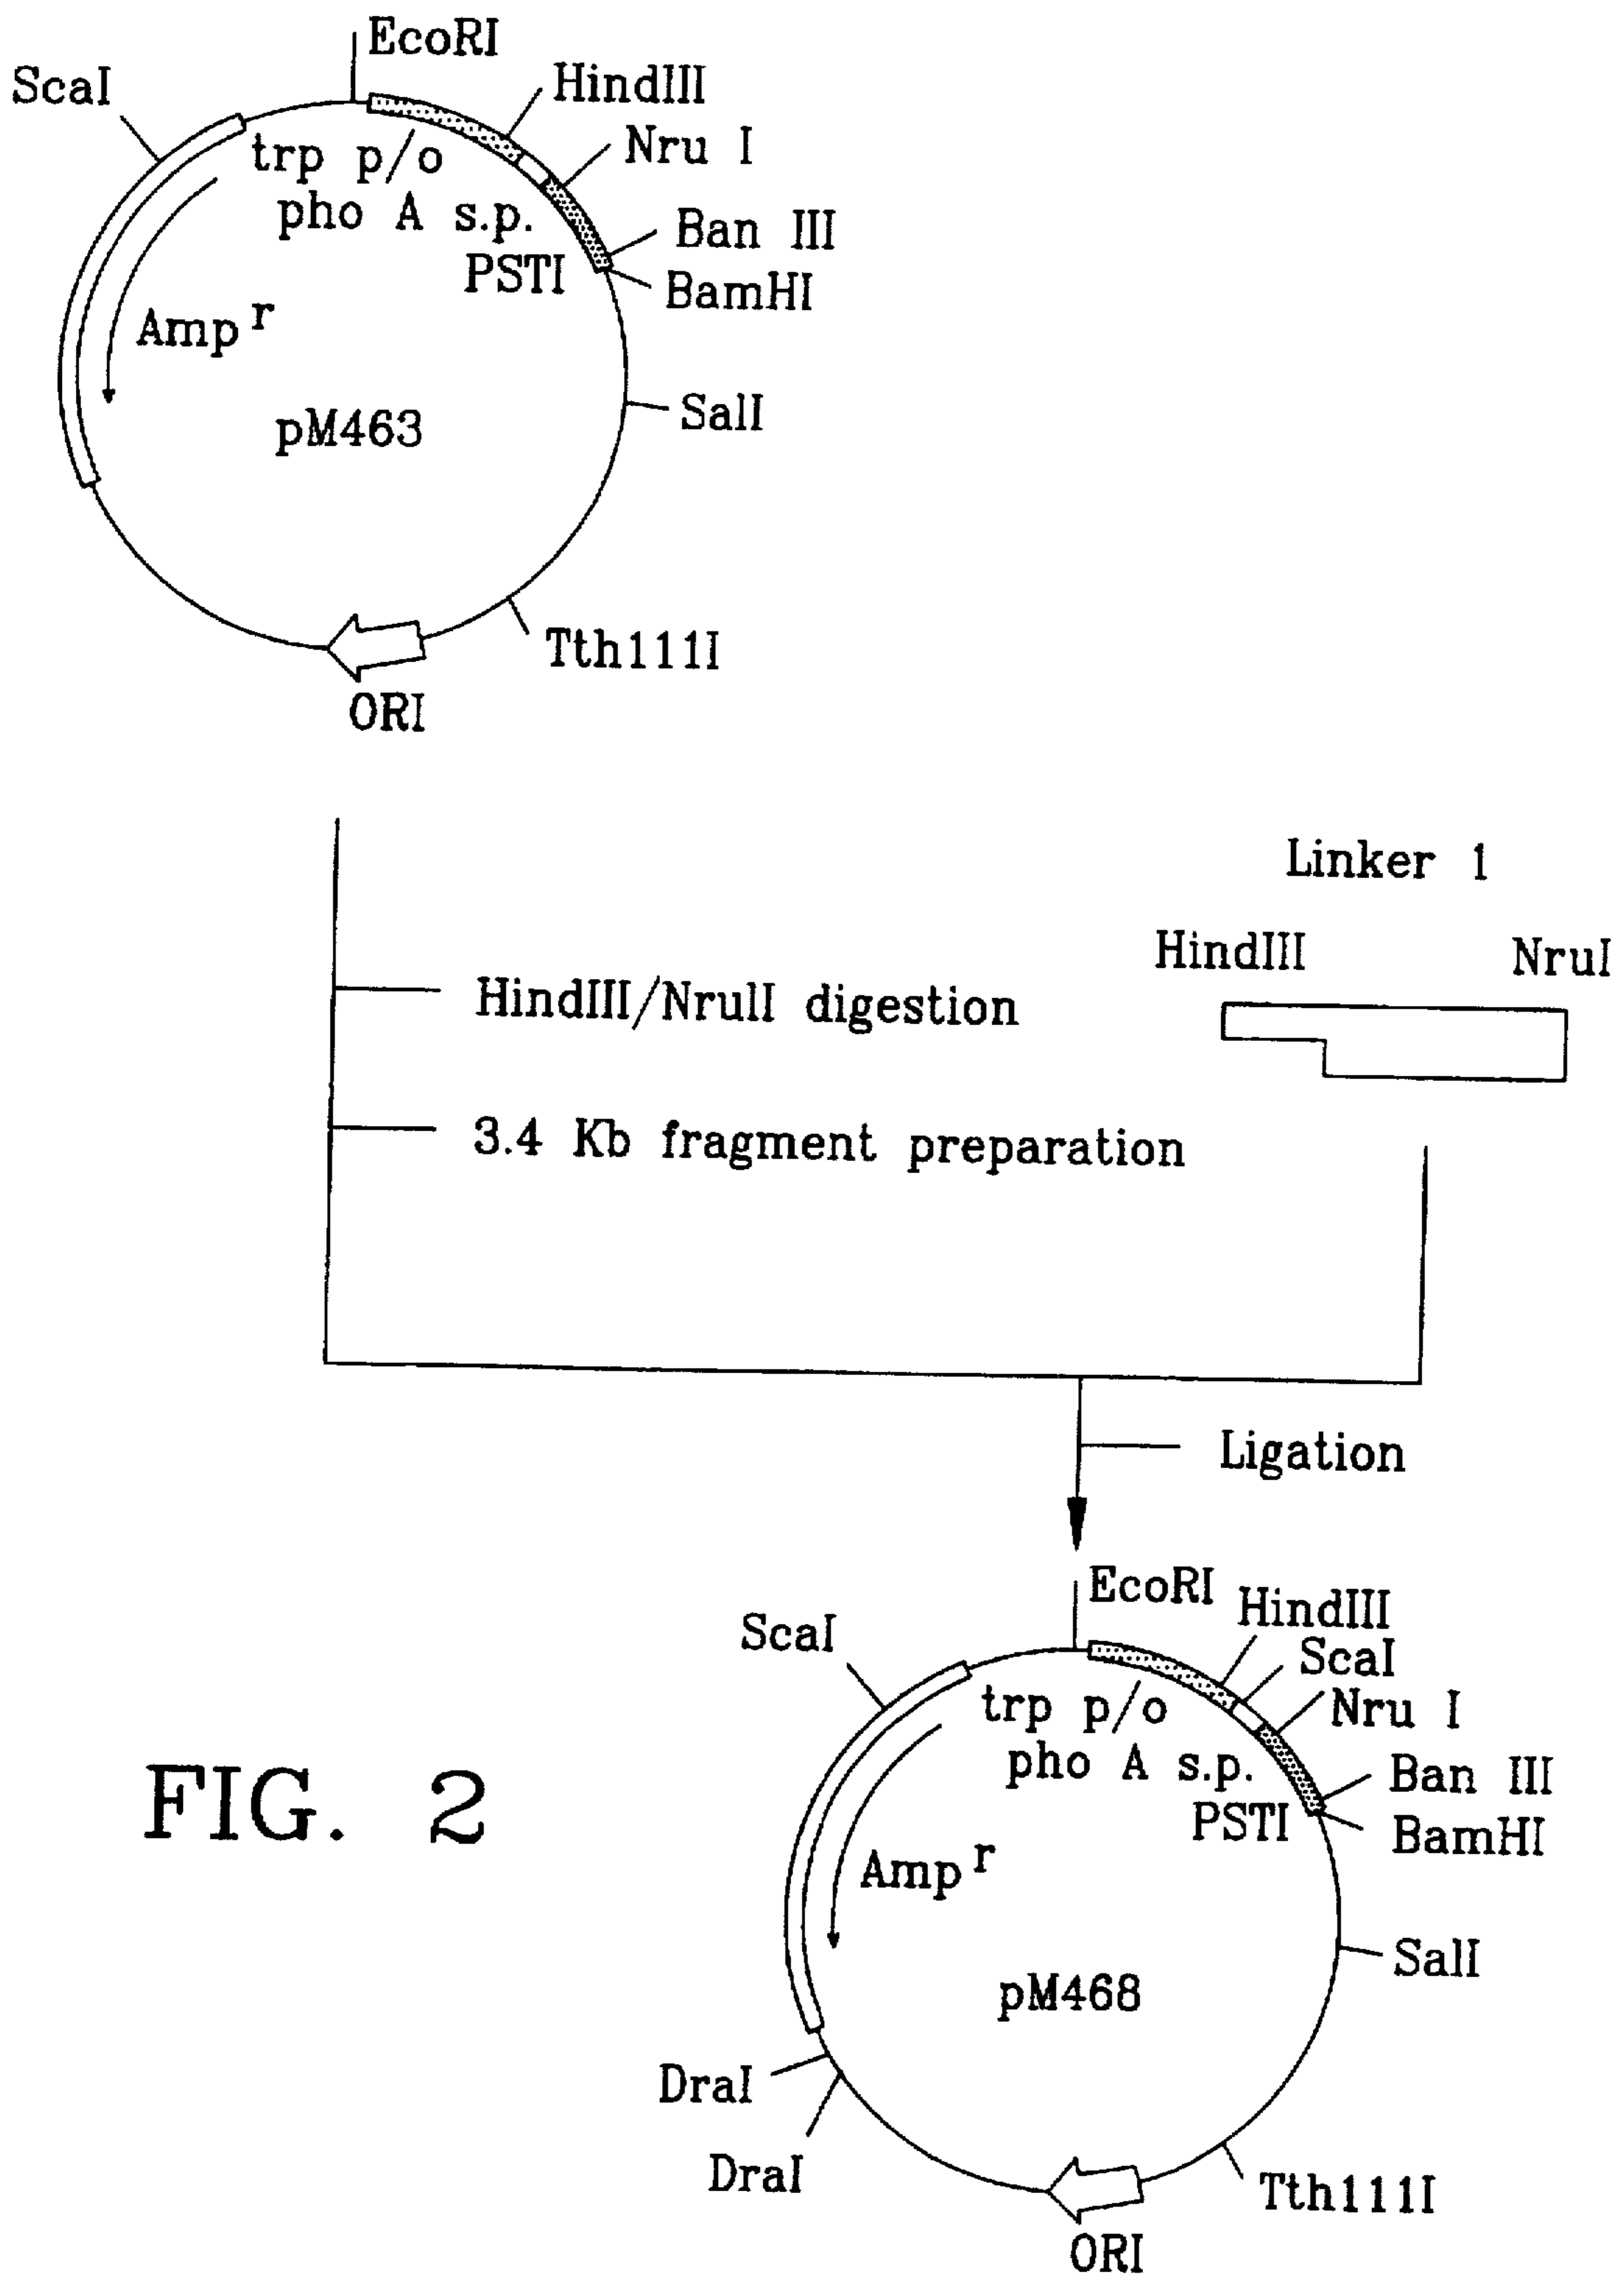 EcoRI
ScaI
HindIII
Nru I
trp p/o
pho A s.p.
Ban III
PSTI
BamHI
Amp r
SalI
pM463
Tth111I
ORI
Linker 1
HindIII
NruI
HindIII/NruII digestion
3.4 Kb fragment preparation
Ligation
EcoRI
HindIII
ScaI
ScaI
Nru I
trp p/o
pho A s.p.
Ban III
PSTI
BamHI
FIG. 2
Amp r
SalI
pM468
DraI
DraI
Tth111I
ORI